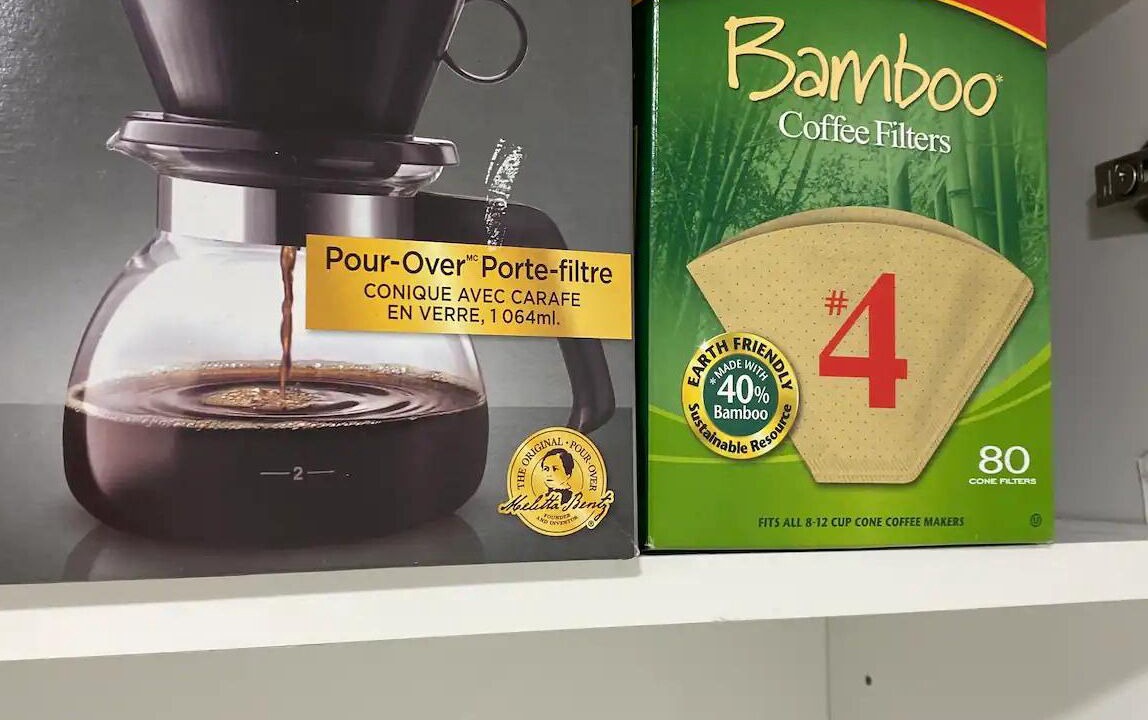 Pour-Over MC Porte-filtre
CONIQUE AVEC CARAFE
EN VERRE, 1 064ml.
2
THE ORIGINAL • POUR-OVER
Melitta Bentz
FOUNDER
AND INVENTOR
®
Bamboo*
Coffee Filters
#4
EARTH FRIENDLY
*MADE WITH
40%
Bamboo
Sustainable Resource
80
CONE FILTERS
FITS ALL 8-12 CUP CONE COFFEE MAKERS
U